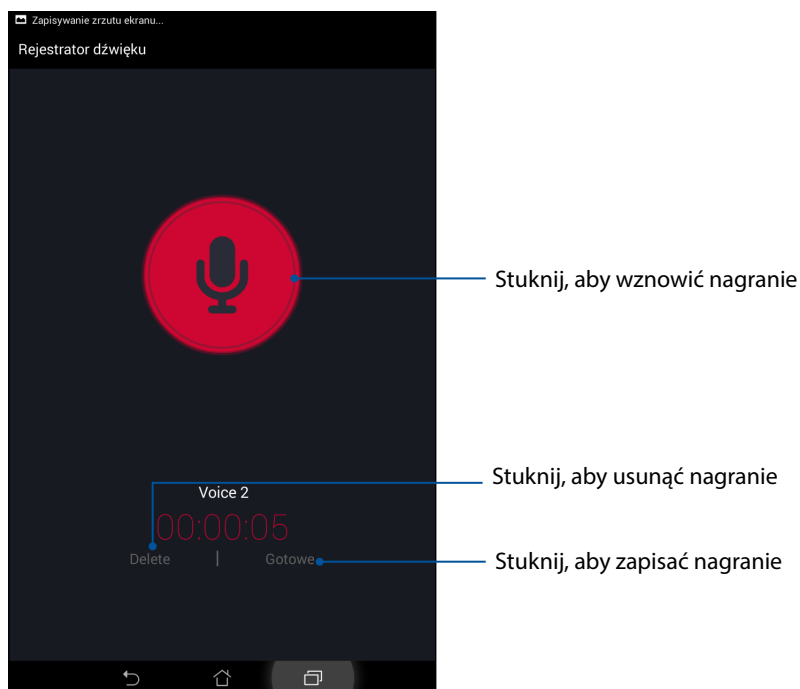 Zapisywanie zrzutu ekranu...
Rejestrator dźwięku
Stuknij, aby wznowić nagranie
Stuknij, aby usunąć nagranie
Voice 2
00:00:05
Delete | Gotowe
Stuknij, aby zapisać nagranie